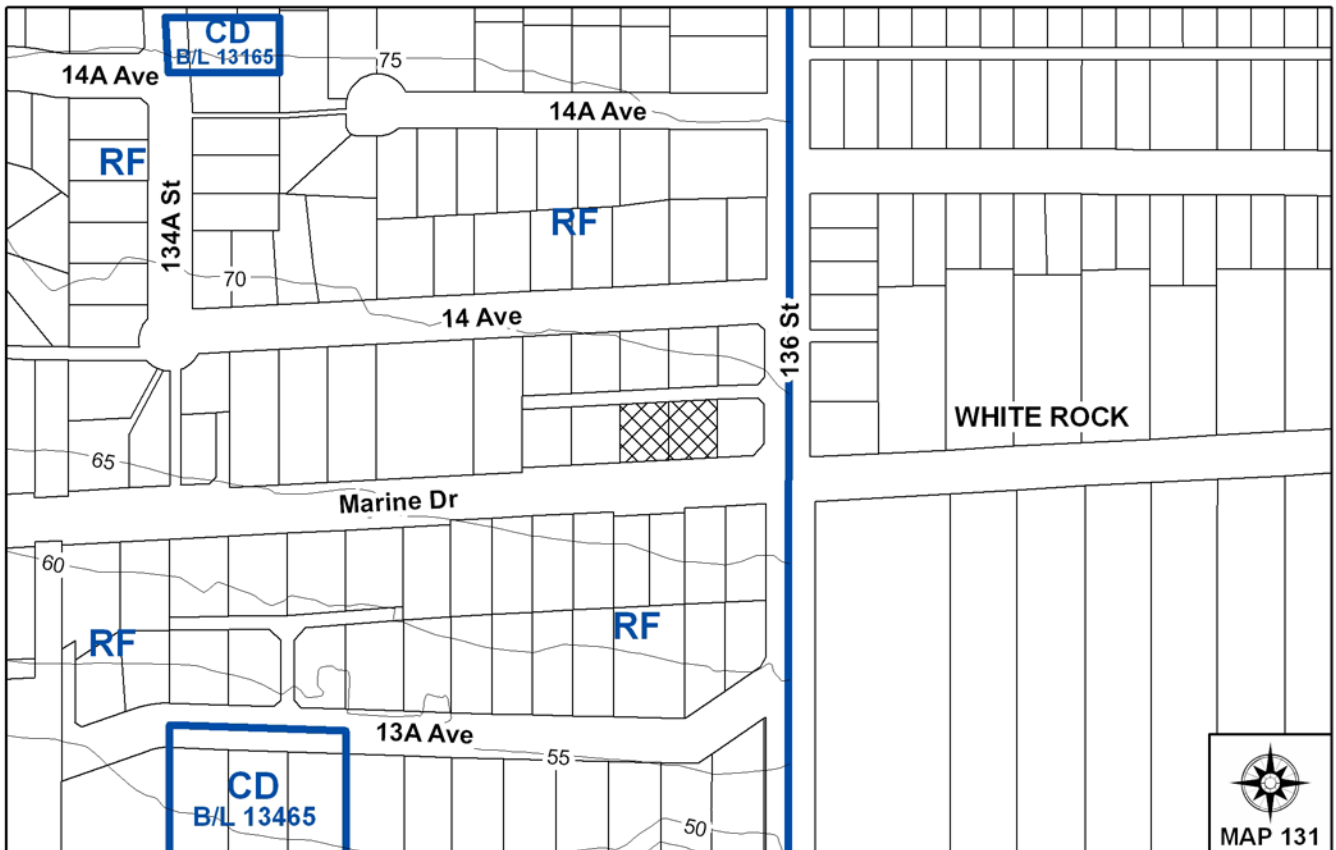 CD
B/L 13165
75
14A Ave
14A Ave
RF
134A St
RF
70
14 Ave
136 St
WHITE ROCK
65
Marine Dr
60
RF
RF
13A Ave
55
CD
B/L 13465
50
MAP 131